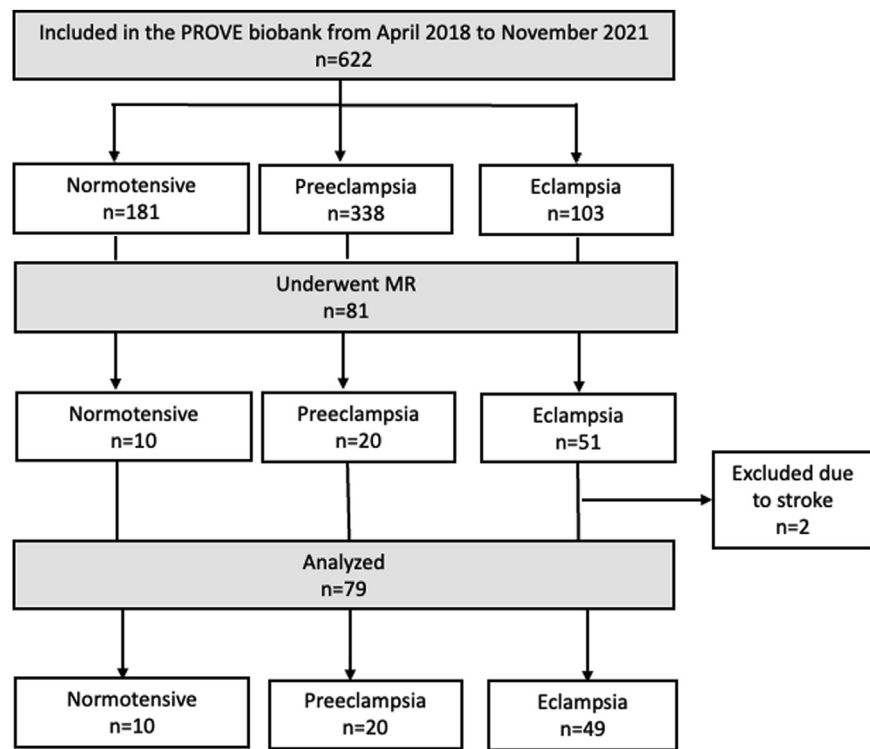 Included in the PROVE biobank from April 2018 to November 2021
n=622
Normotensive
n=181
Preeclampsia
n=338
Eclampsia
n=103
Underwent MR
n=81
Normotensive
n=10
Preeclampsia
n=20
Eclampsia
n=51
Excluded due
to stroke
n=2
Analyzed
n=79
Normotensive
n=10
Preeclampsia
n=20
Eclampsia
n=49